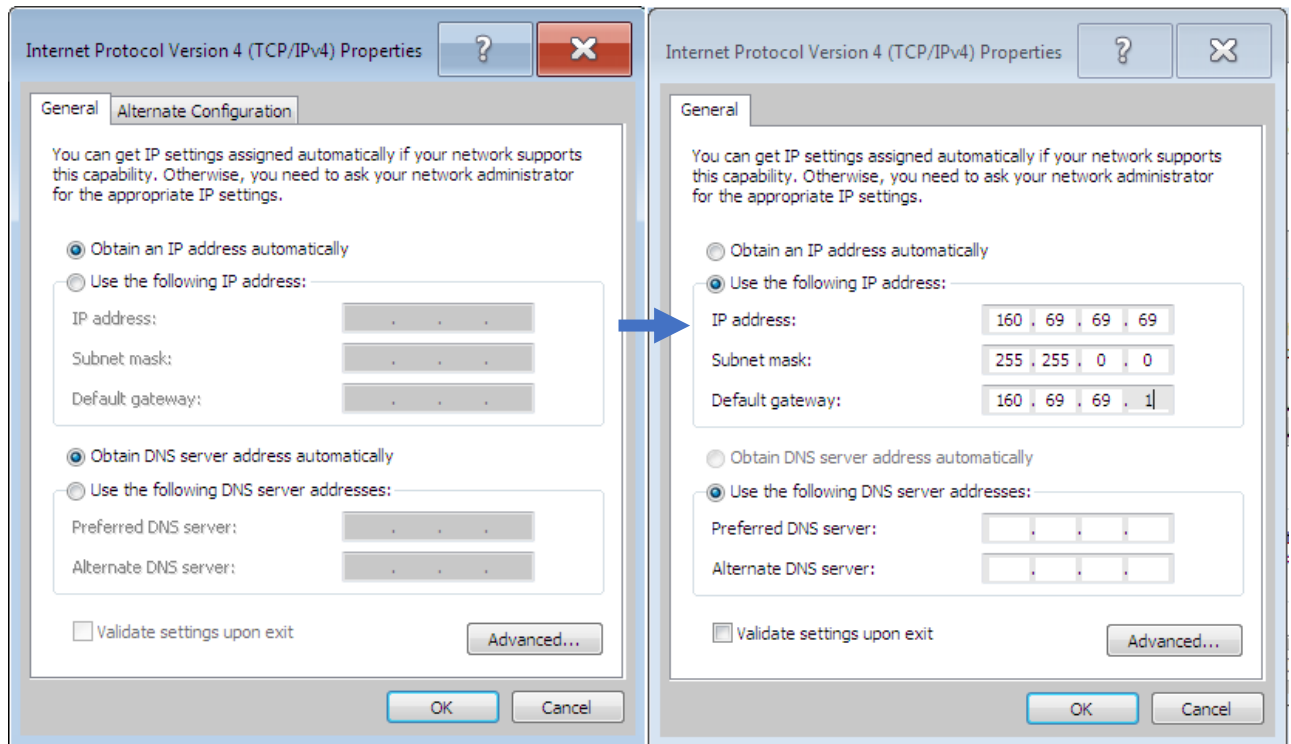 Internet Protocol Version 4 (TCP/IPv4) Properties
General
Alternate Configuration
You can get IP settings assigned automatically if your network supports
this capability. Otherwise, you need to ask your network administrator
for the appropriate IP settings.
Obtain an IP address automatically
Use the following IP address:
IP address: . . .
Subnet mask: . . .
Default gateway: . . .
Obtain DNS server address automatically
Use the following DNS server addresses:
Preferred DNS server: . . .
Alternate DNS server: . . .
Validate settings upon exit
Advanced...
OK
Cancel
Internet Protocol Version 4 (TCP/IPv4) Properties
General
You can get IP settings assigned automatically if your network supports
this capability. Otherwise, you need to ask your network administrator
for the appropriate IP settings.
Obtain an IP address automatically
Use the following IP address:
IP address: 160 . 69 . 69 . 69
Subnet mask: 255 . 255 . 0 . 0
Default gateway: 160 . 69 . 69 . 1
Obtain DNS server address automatically
Use the following DNS server addresses:
Preferred DNS server: . . .
Alternate DNS server: . . .
Validate settings upon exit
Advanced...
OK
Cancel